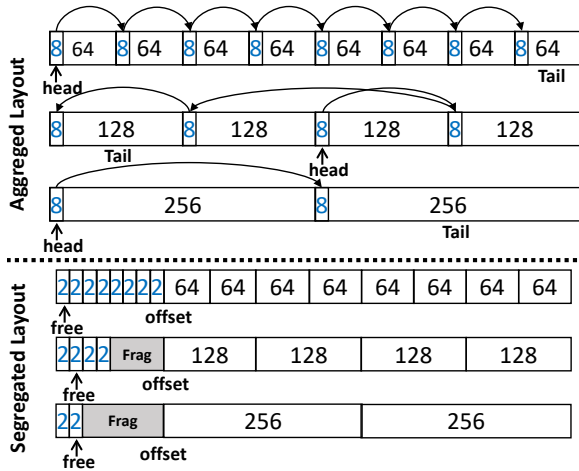 Aggreged Layout
8 64 8 64 8 64 8 64 8 64 8 64 8 64 8 64
head
Tail
8 128 8 128 8 128 8 128
Tail
head
8 256 8 256
head
Tail
Segregated Layout
2 2 2 2 2 2 2 2 64 64 64 64 64 64 64 64
free
offset
2 2 2 2 Frag 128 128 128 128
free
offset
2 2 Frag 256 256
free
offset